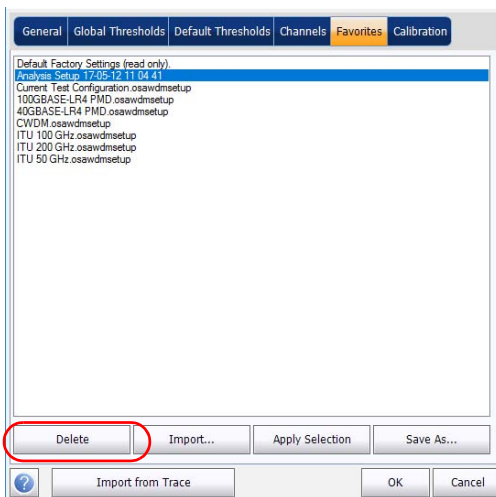 General Global Thresholds Default Thresholds Channels Favorites Calibration
Default Factory Settings (read only).
Analysis Setup 17-05-12 11 04 41
Current Test Configuration.osawdmsetup
100GBASE-LR4 PMD.osawdmsetup
40GBASE-LR4 PMD.osawdmsetup
CWDM.osawdmsetup
ITU 100 GHz.osawdmsetup
ITU 200 GHz.osawdmsetup
ITU 50 GHz.osawdmsetup
Delete Import... Apply Selection Save As...
? Import from Trace OK Cancel